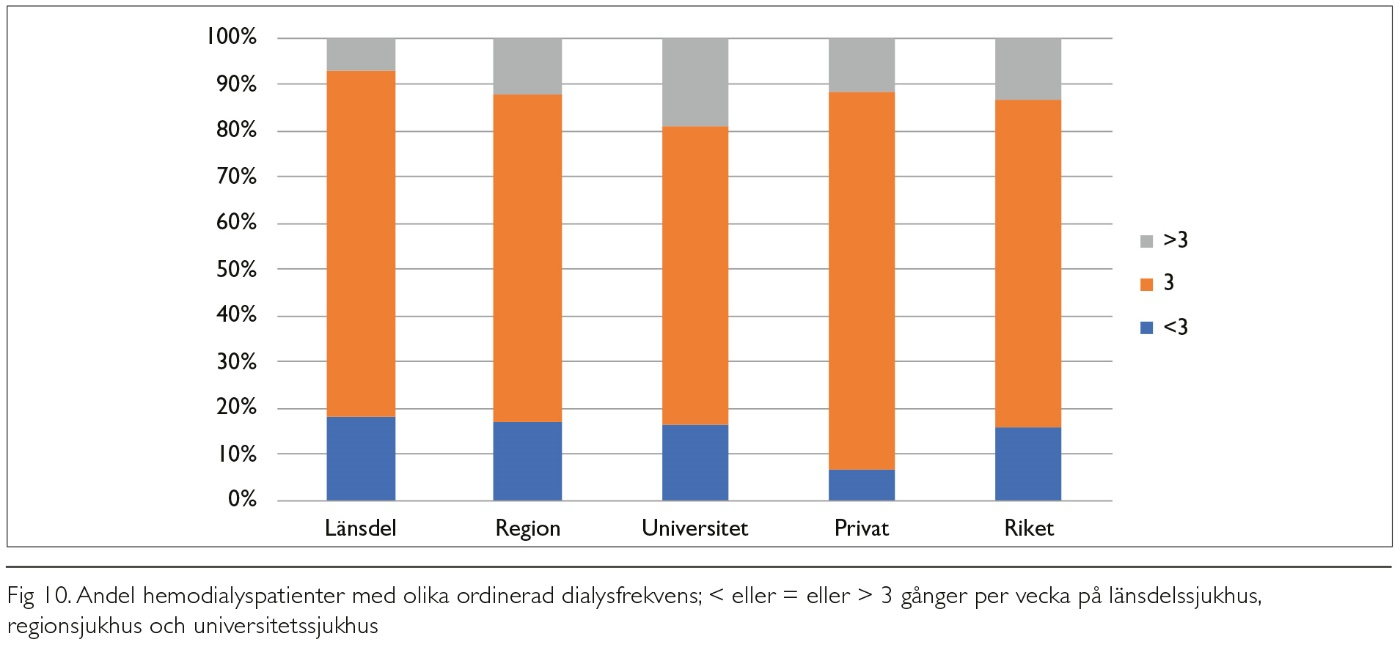 100%
90%
80%
70%
60%
50%
40%
30%
20%
10%
0%
Länsdel
Region
Universitet
Privat
Riket
>3
3
<3
Fig 10. Andel hemodialyspatienter med olika ordinerad dialysfrekvens; < eller = eller > 3 gånger per vecka på länsdelssjukhus,
regionsjukhus och universitetssjukhus